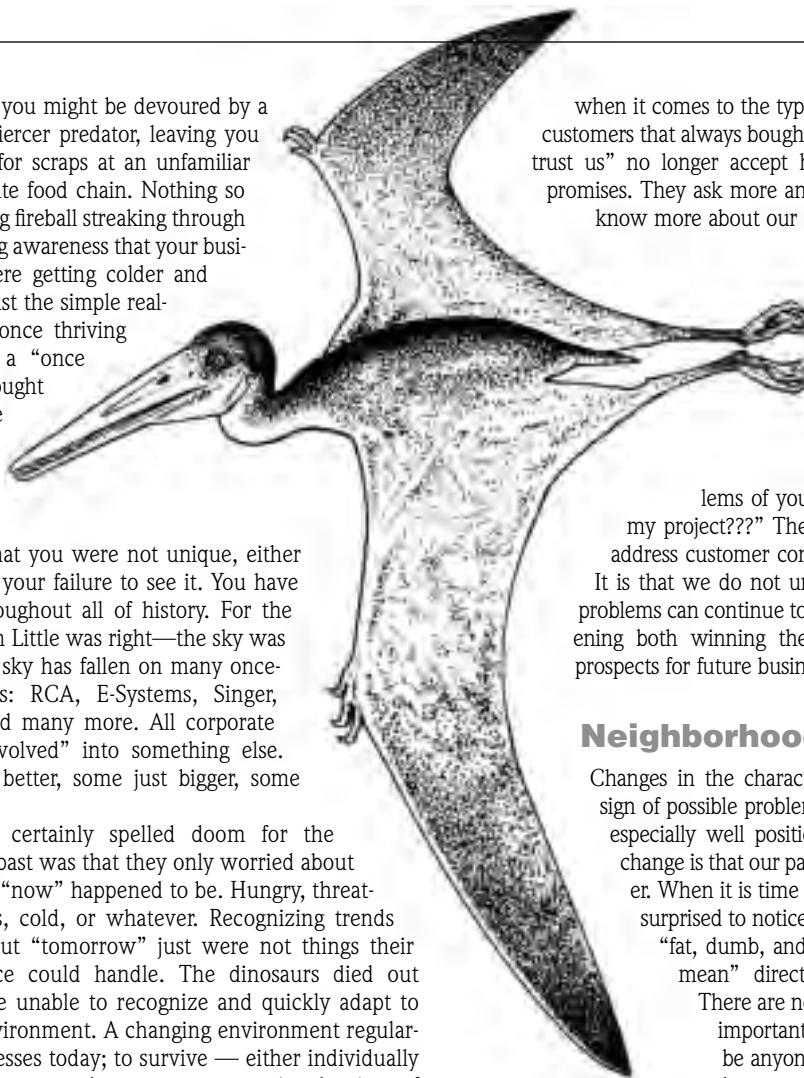 you might be devoured by a
iercer predator, leaving you
for scraps at an unfamiliar
te food chain. Nothing so
g fireball streaking through
g awareness that your busi-
ere getting colder and
ust the simple real-
once thriving
a “once
ought
e
hat you were not unique, either
your failure to see it. You have
oughout all of history. For the
n Little was right—the sky was
sky has fallen on many once-
s: RCA, E-Systems, Singer,
d many more. All corporate
volved” into something else.
better, some just bigger, some
certainly spelled doom for the
past was that they only worried about
“now” happened to be. Hungry, threat-
s, cold, or whatever. Recognizing trends
out “tomorrow” just were not things their
ce could handle. The dinosaurs died out
e unable to recognize and quickly adapt to
vironment. A changing environment regular-
esses today; to survive — either individually
when it comes to the typ
customers that always bought
trust us” no longer accept h
promises. They ask more an
know more about our
lems of you
my project???” The
address customer con
It is that we do not un
problems can continue to
ening both winning the
prospects for future busin
Neighborhoo
Changes in the charac
sign of possible problem
especially well positi
change is that our pa
er. When it is time
surprised to notice
“fat, dumb, and
mean” direct
There are no
important
be anyon